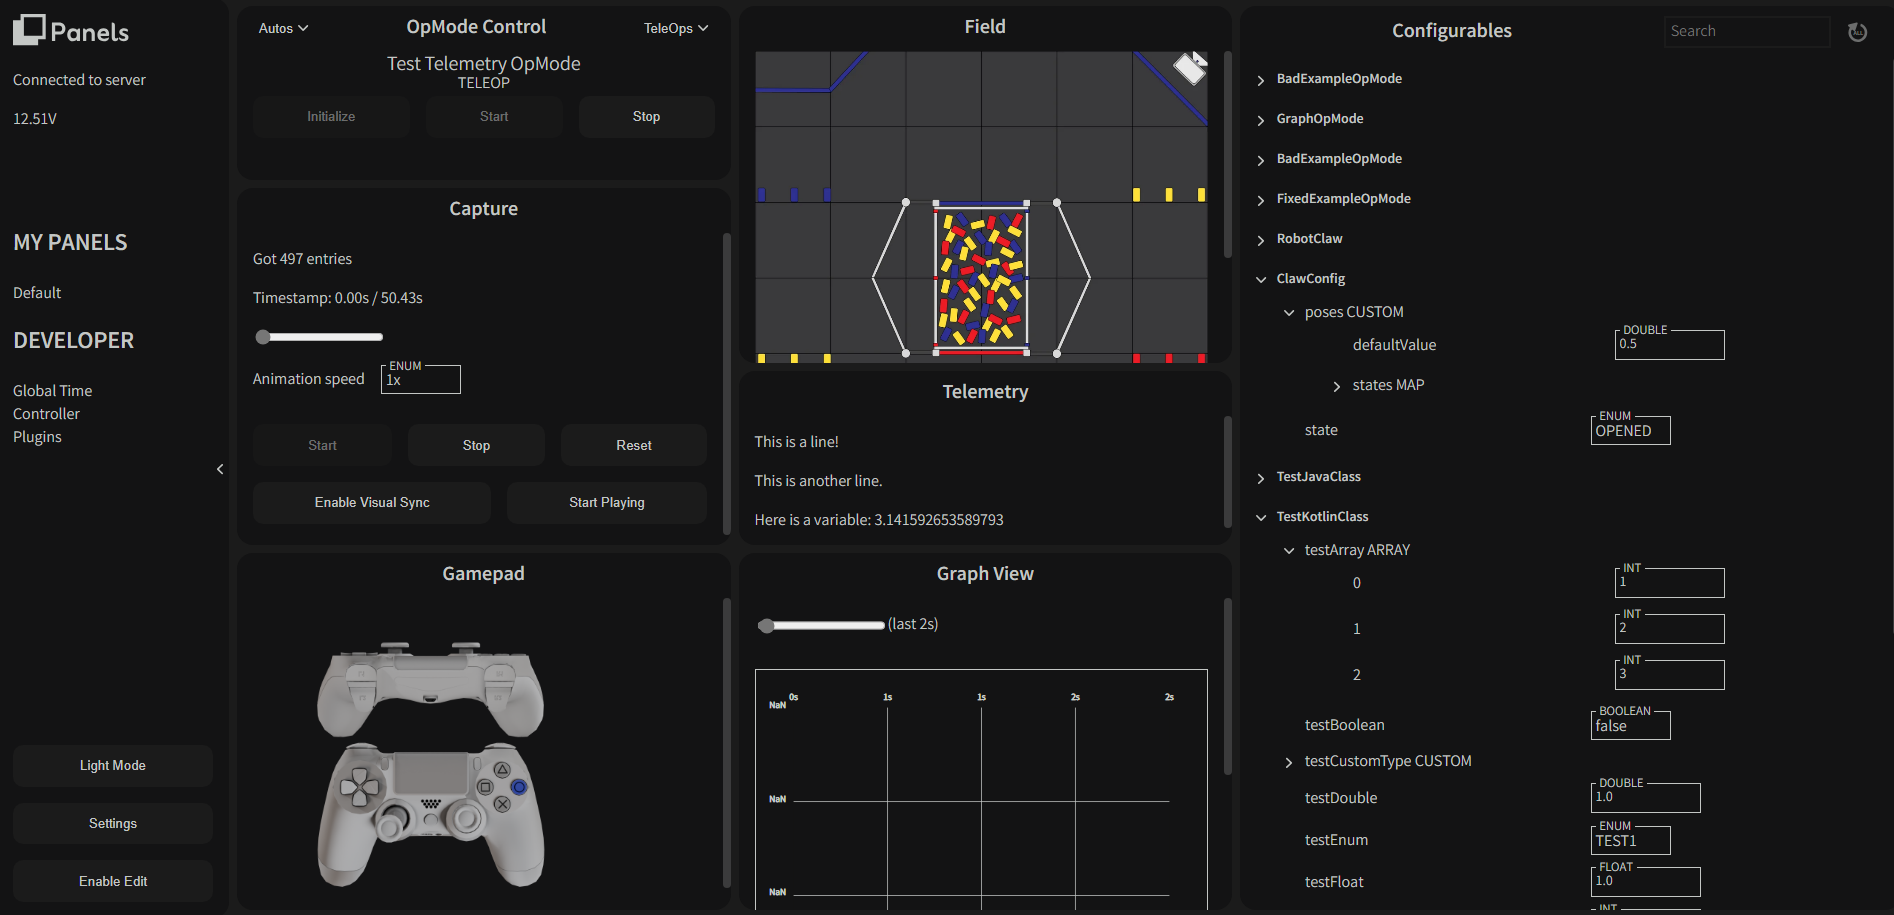 Panels
Connected to server
12.51V
MY PANELS
Default
DEVELOPER
Global Time
Controller
Plugins
Light Mode
Settings
Enable Edit
Autos
OpMode Control
TeleOps
Test Telemetry OpMode
TELEOP
Initialize
Start
Stop
Capture
Got 497 entries
Timestamp: 0.00s / 50.43s
Animation speed
ENUM
1x
Start
Stop
Reset
Enable Visual Sync
Start Playing
Gamepad
Field
Telemetry
This is a line!
This is another line.
Here is a variable: 3.141592653589793
Graph View
(last 2s)
0s
1s
1s
2s
2s
NaN
NaN
NaN
Configurables
Search
ALL
BadExampleOpMode
GraphOpMode
BadExampleOpMode
FixedExampleOpMode
RobotClaw
ClawConfig
poses CUSTOM
defaultValue
DOUBLE
0.5
states MAP
state
ENUM
OPENED
TestJavaClass
TestKotlinClass
testArray ARRAY
0
INT
1
1
INT
2
2
INT
3
testBoolean
BOOLEAN
false
testCustomType CUSTOM
testDouble
DOUBLE
1.0
testEnum
ENUM
TEST1
testFloat
FLOAT
1.0
INT